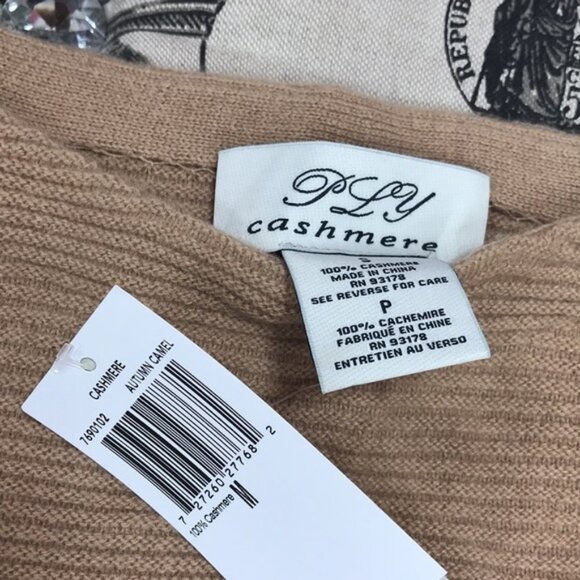 REPUB
PLY
cashmere
S
100% CASHMERE
MADE IN CHINA
RN 93178
SEE REVERSE FOR CARE
P
100% CACHEMIRE
FABRIQUÉ EN CHINE
RN 93178
ENTRETIEN AU VERSO
CASHMERE
AUTUMN CAMEL
7690102
7 27260 27768 2
100% Cashmere